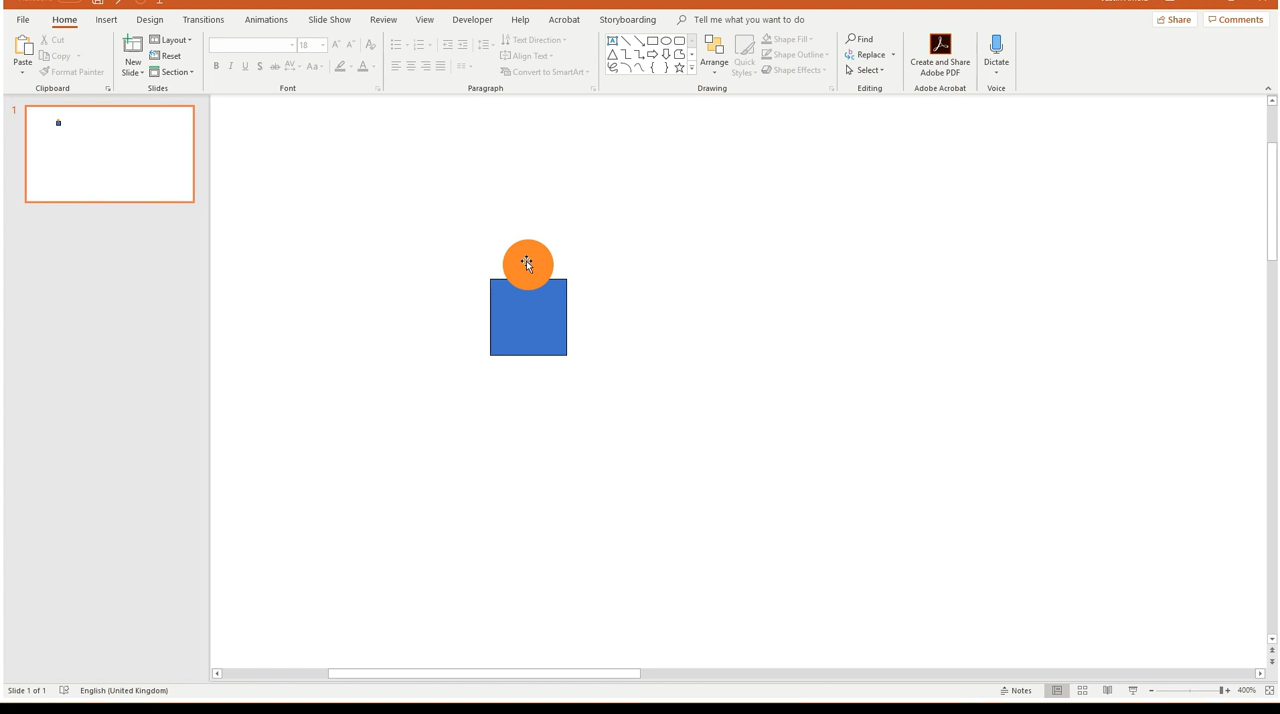 File Home Insert Design Transitions Animations Slide Show Review View Developer Help Acrobat Storyboarding Tell me what you want to do Share Comments
Paste
Cut
Copy
Format Painter
Clipboard
New
Slide
Layout
Reset
Section
Slides
18
B I U S ab AV Aa A
Font
Text Direction
Align Text
Convert to SmartArt
Paragraph
Arrange
Quick
Styles
Shape Fill
Shape Outline
Shape Effects
Drawing
Find
Replace
Select
Editing
Create and Share
Adobe PDF
Adobe Acrobat
Dictate
Voice
1
Slide 1 of 1 English (United Kingdom) Notes 400%